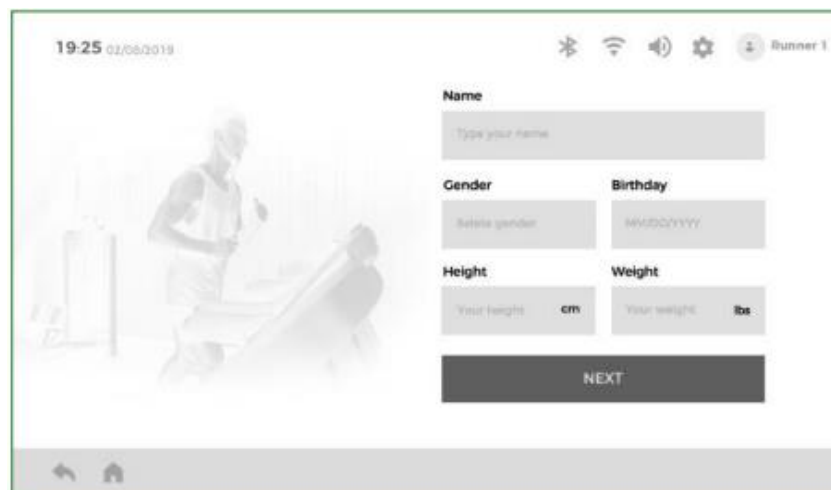 19:25 02/08/2019
Runner 1
Name
Type your name
Gender
Birthday
gender
MM/DD/YYYY
Height
Weight
Your height cm
Your weight lbs
NEXT